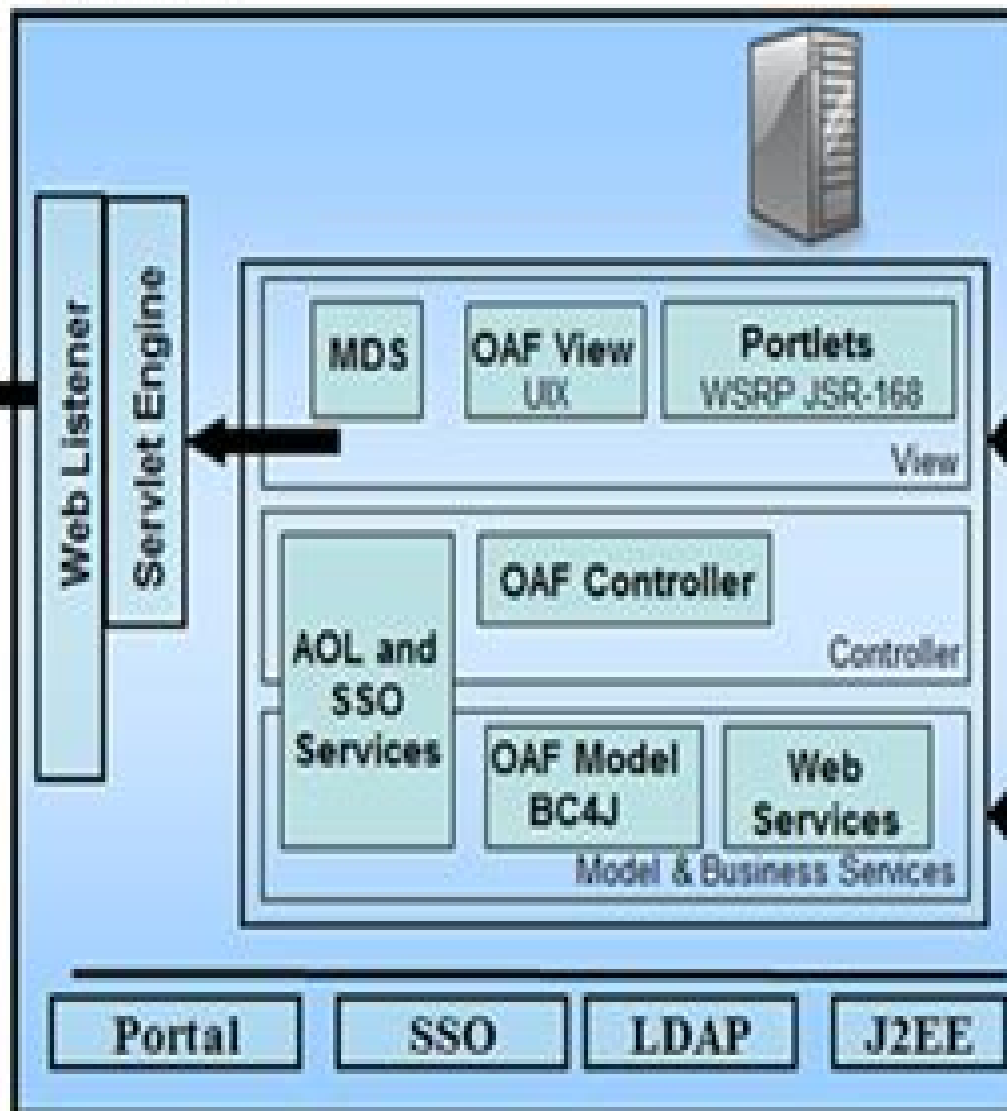 Web Listener
Servlet Engine
MDS
OAF View
UIX
Portlets
WSRP JSR-168
View
AOL and
SSO
Services
OAF Controller
Controller
OAF Model
BC4J
Web
Services
Model & Business Services
Portal
SSO
LDAP
J2EE